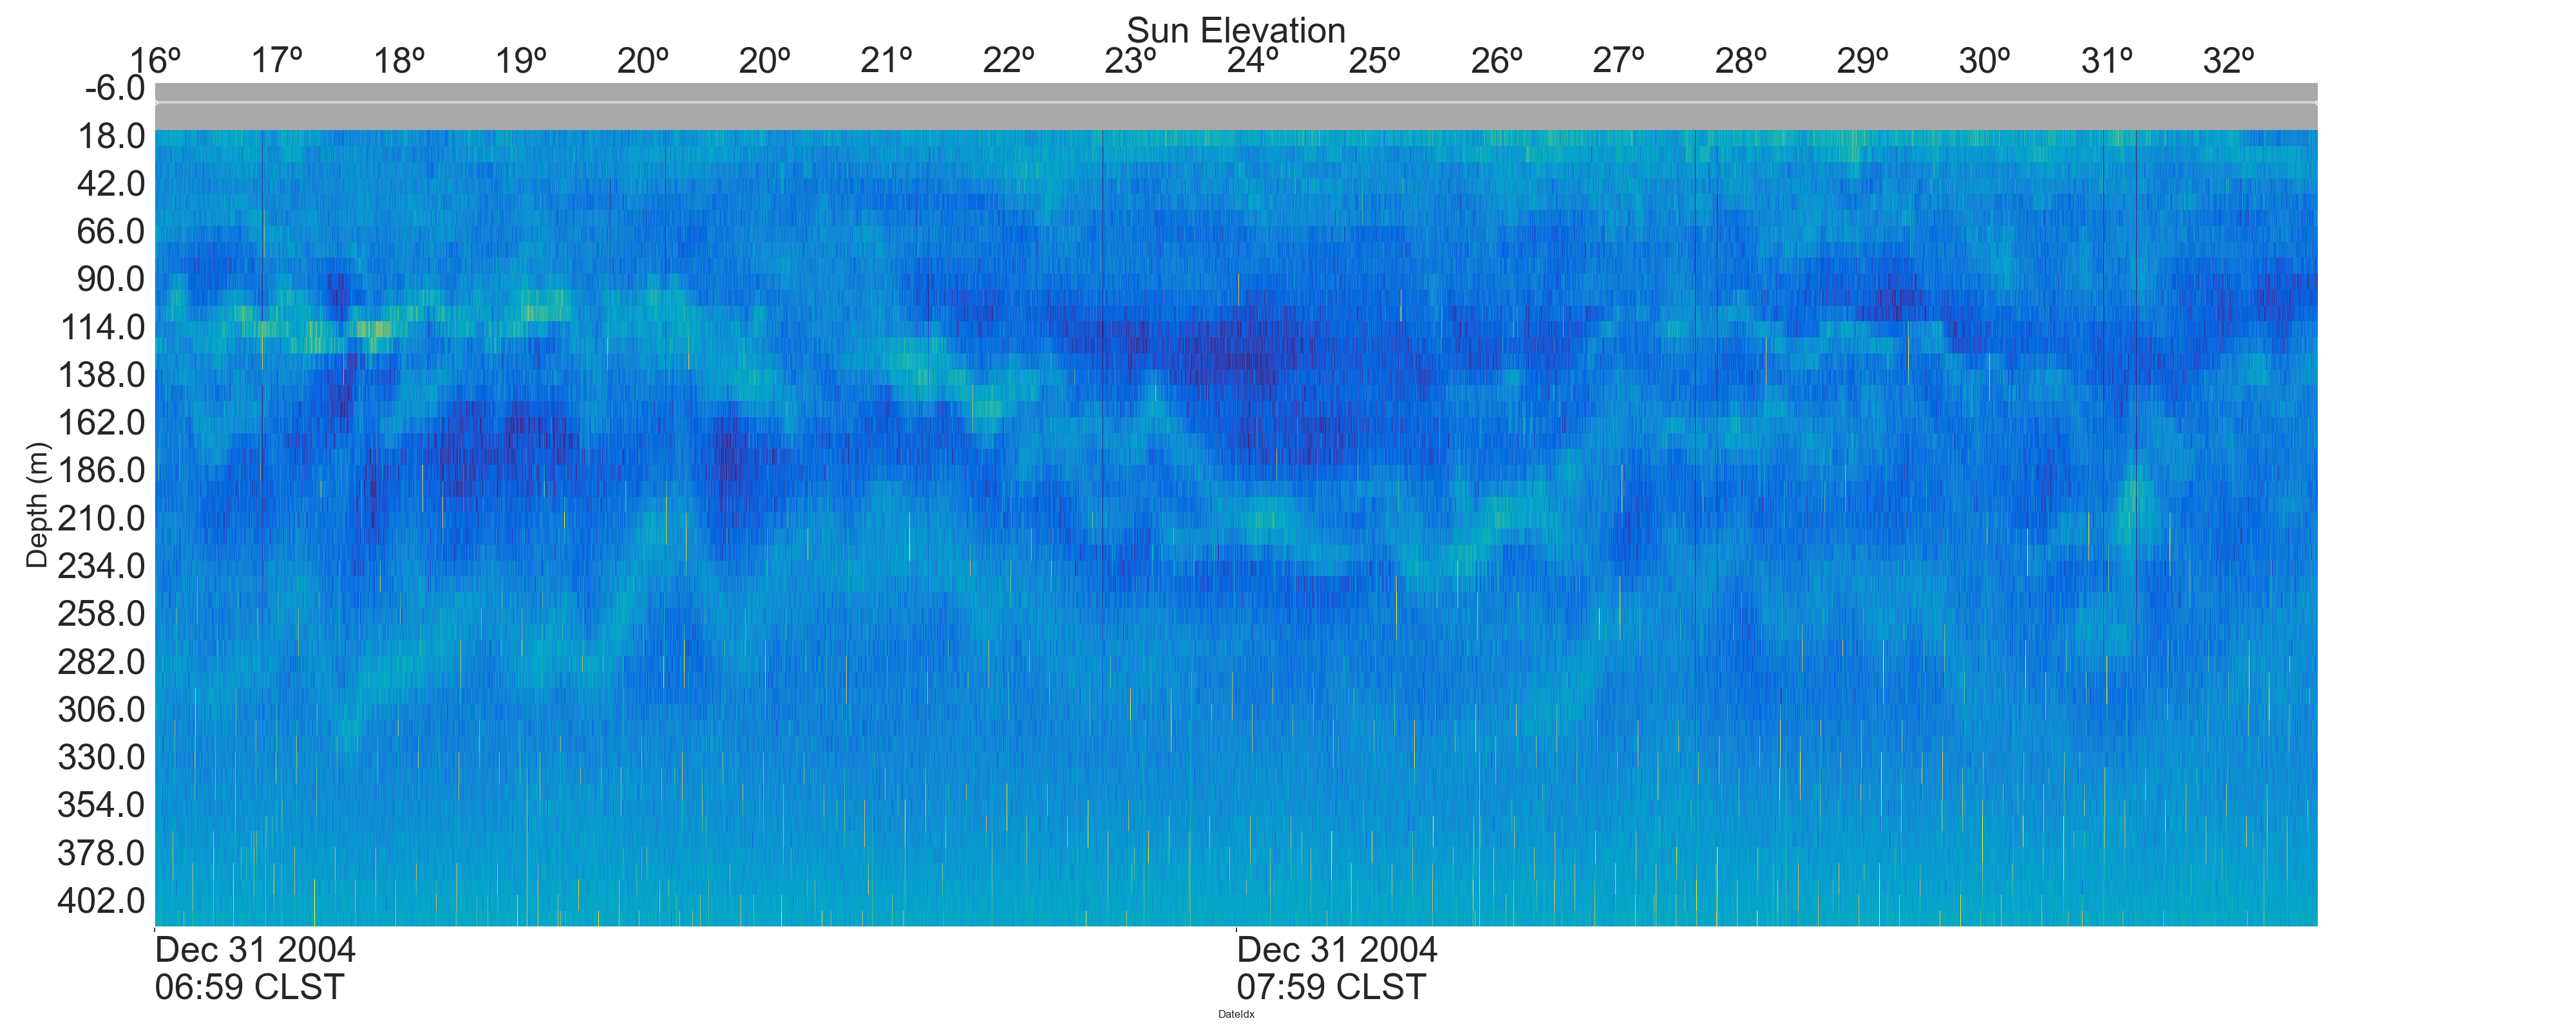 Sun Elevation
16º 17º 18º 19º 20º 20º 21º 22º 23º 24º 25º 26º 27º 28º 29º 30º 31º 32º
-6.0
18.0
42.0
66.0
90.0
114.0
138.0
162.0
186.0
210.0
234.0
258.0
282.0
306.0
330.0
354.0
378.0
402.0
Depth (m)
Dec 31 2004
06:59 CLST
Dec 31 2004
07:59 CLST
DateIdx